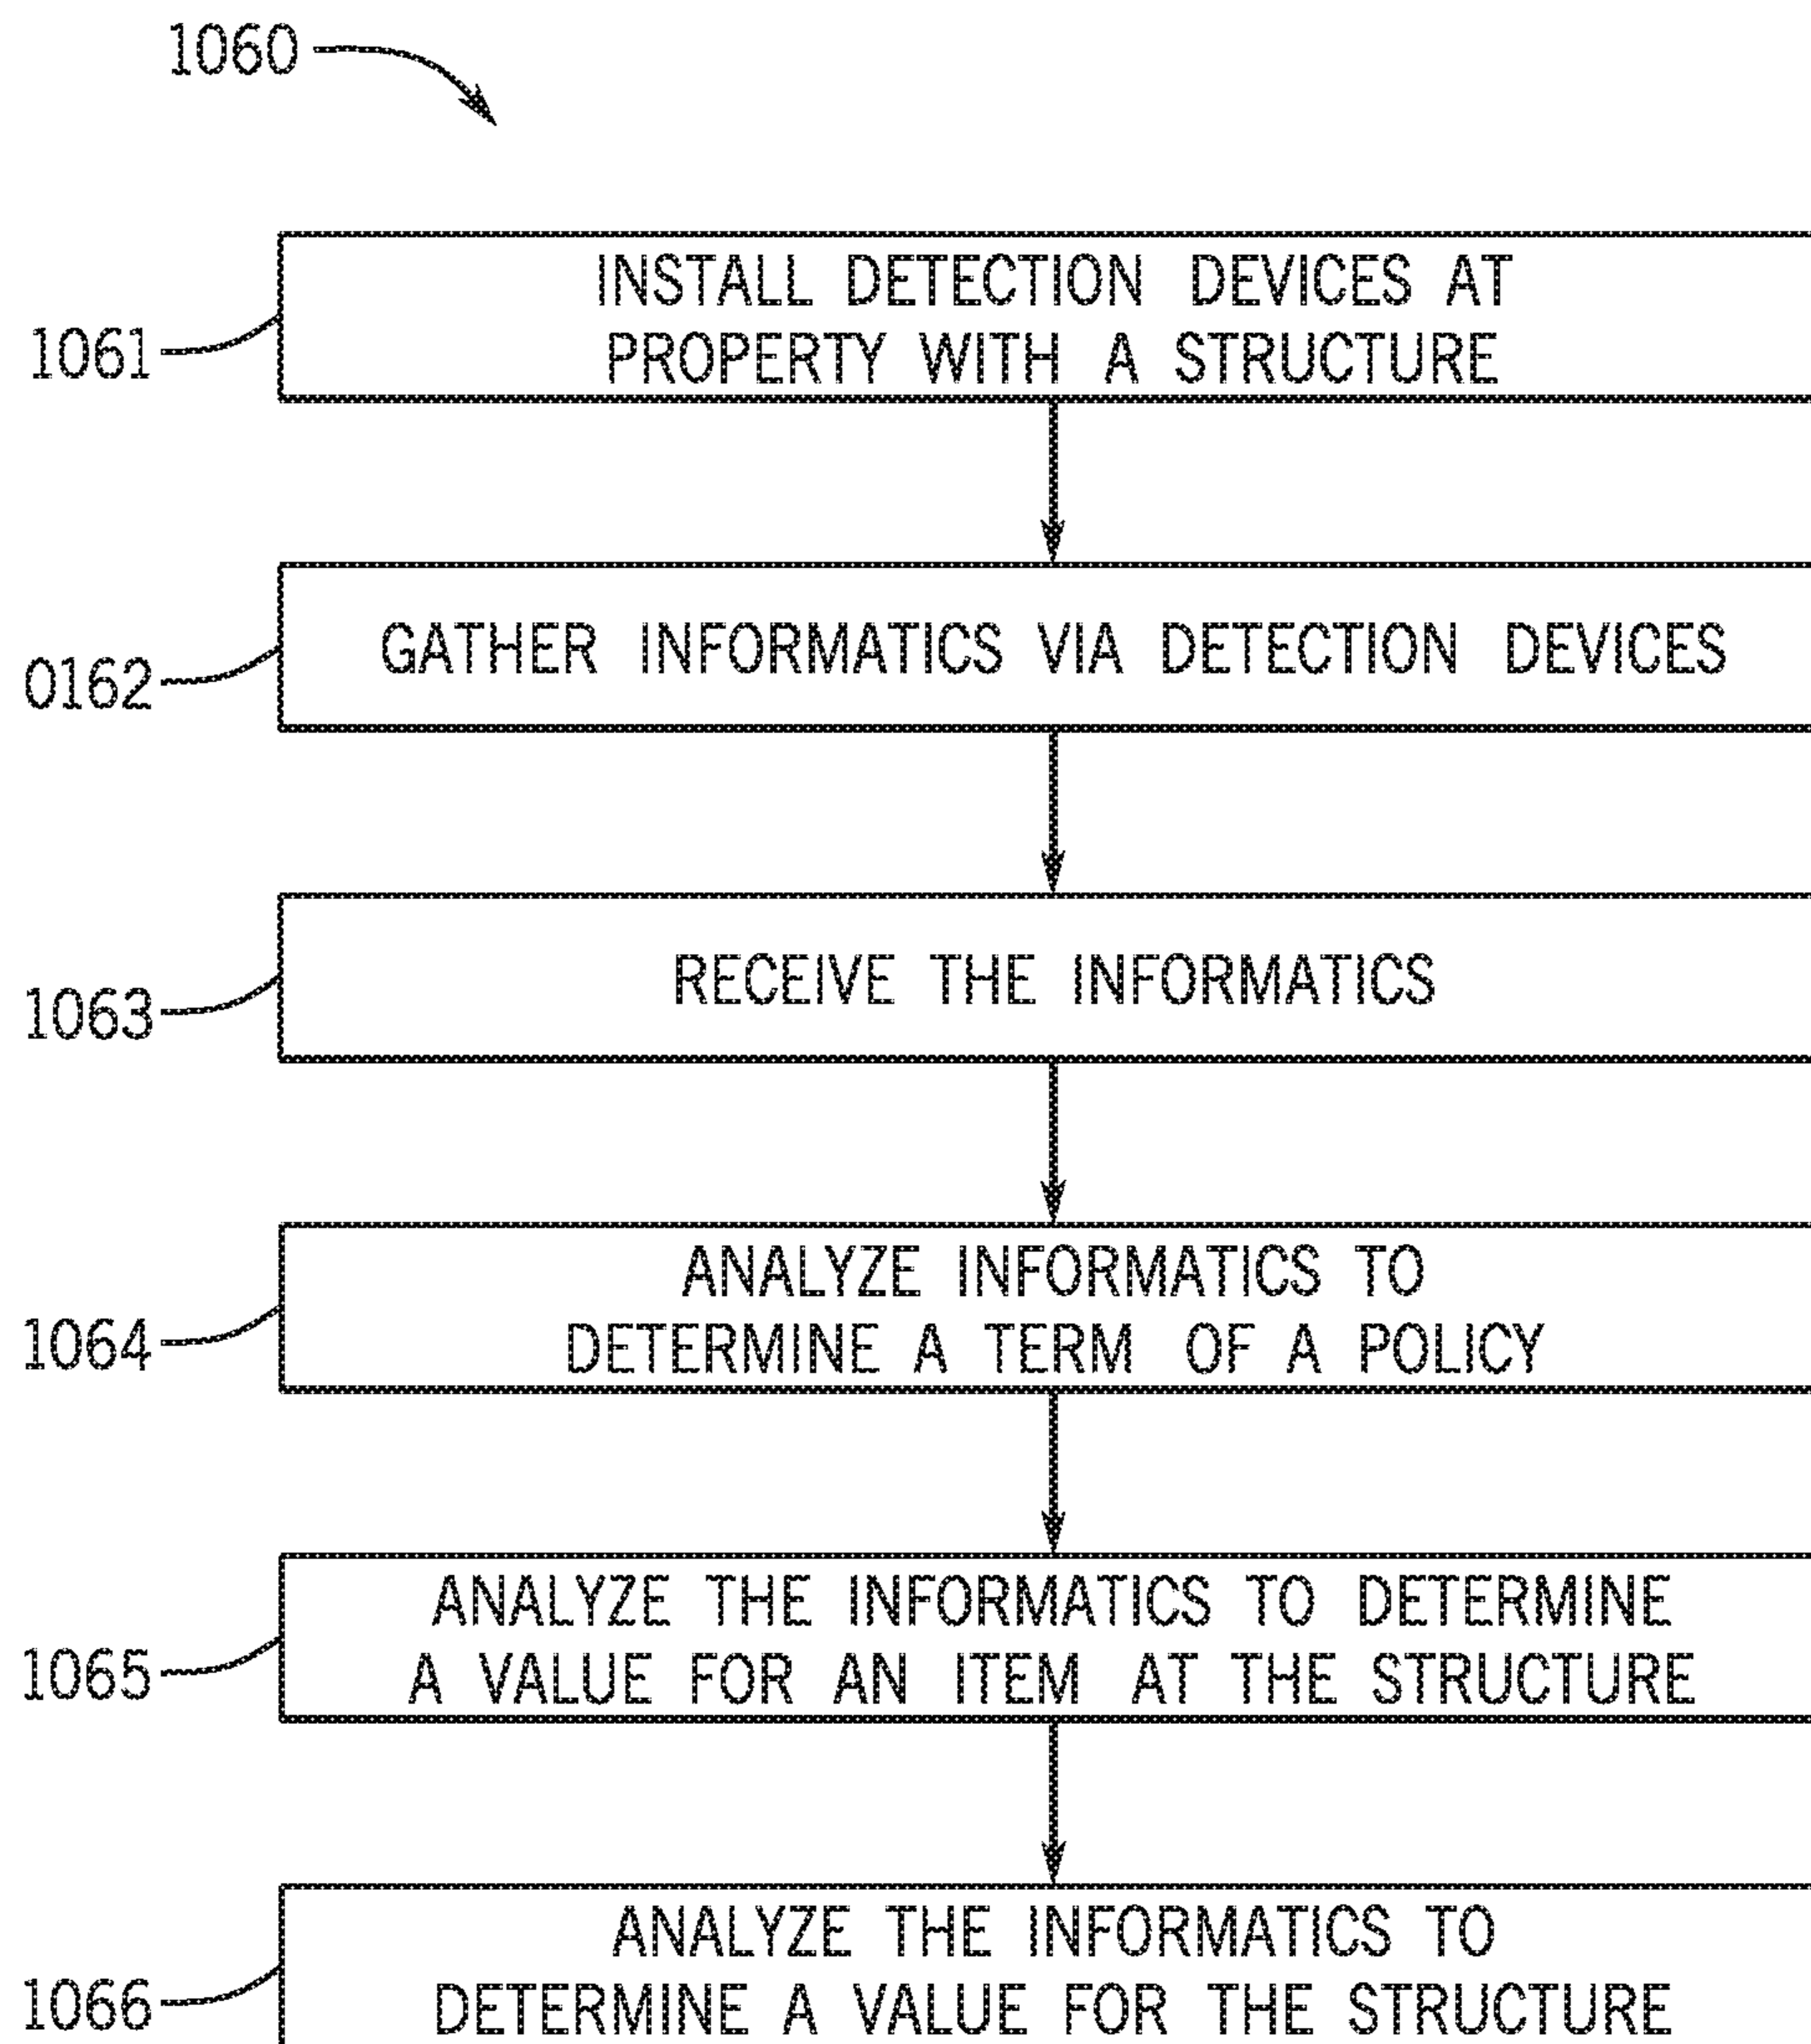 1060
INSTALL DETECTION DEVICES AT
PROPERTY WITH A STRUCTURE
1061
GATHER INFORMATICS VIA DETECTION DEVICES
0162
RECEIVE THE INFORMATICS
1063
ANALYZE INFORMATICS TO
DETERMINE A TERM OF A POLICY
1064
ANALYZE THE INFORMATICS TO DETERMINE
A VALUE FOR AN ITEM AT THE STRUCTURE
1065
ANALYZE THE INFORMATICS TO
DETERMINE A VALUE FOR THE STRUCTURE
1066